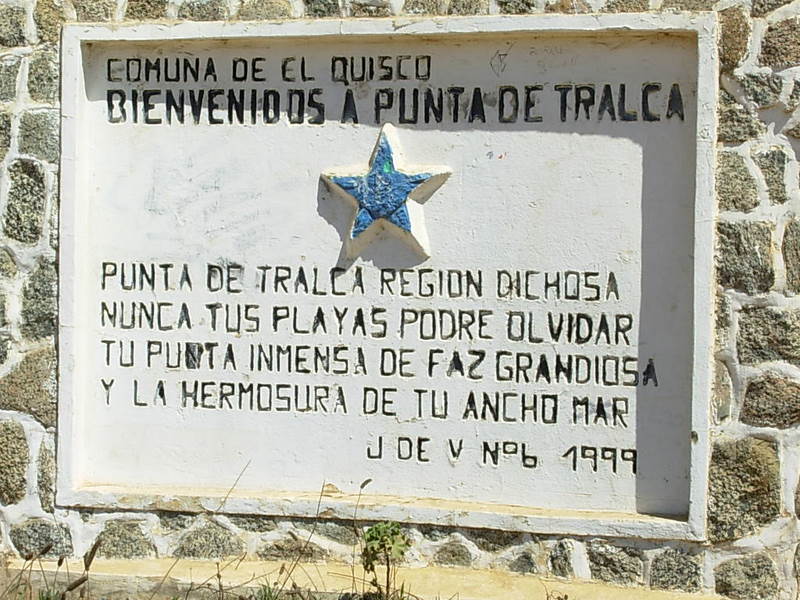 COMUNA DE EL QUISCO
BIENVENIDOS A PUNTA DE TRALCA
PUNTA DE TRALCA REGION DICHOSA
NUNCA TUS PLAYAS PODRE OLVIDAR
TU PUNTA INMENSA DE FAZ GRANDIOSA
Y LA HERMOSURA DE TU ANCHO MAR
J DE V Nº6 1999